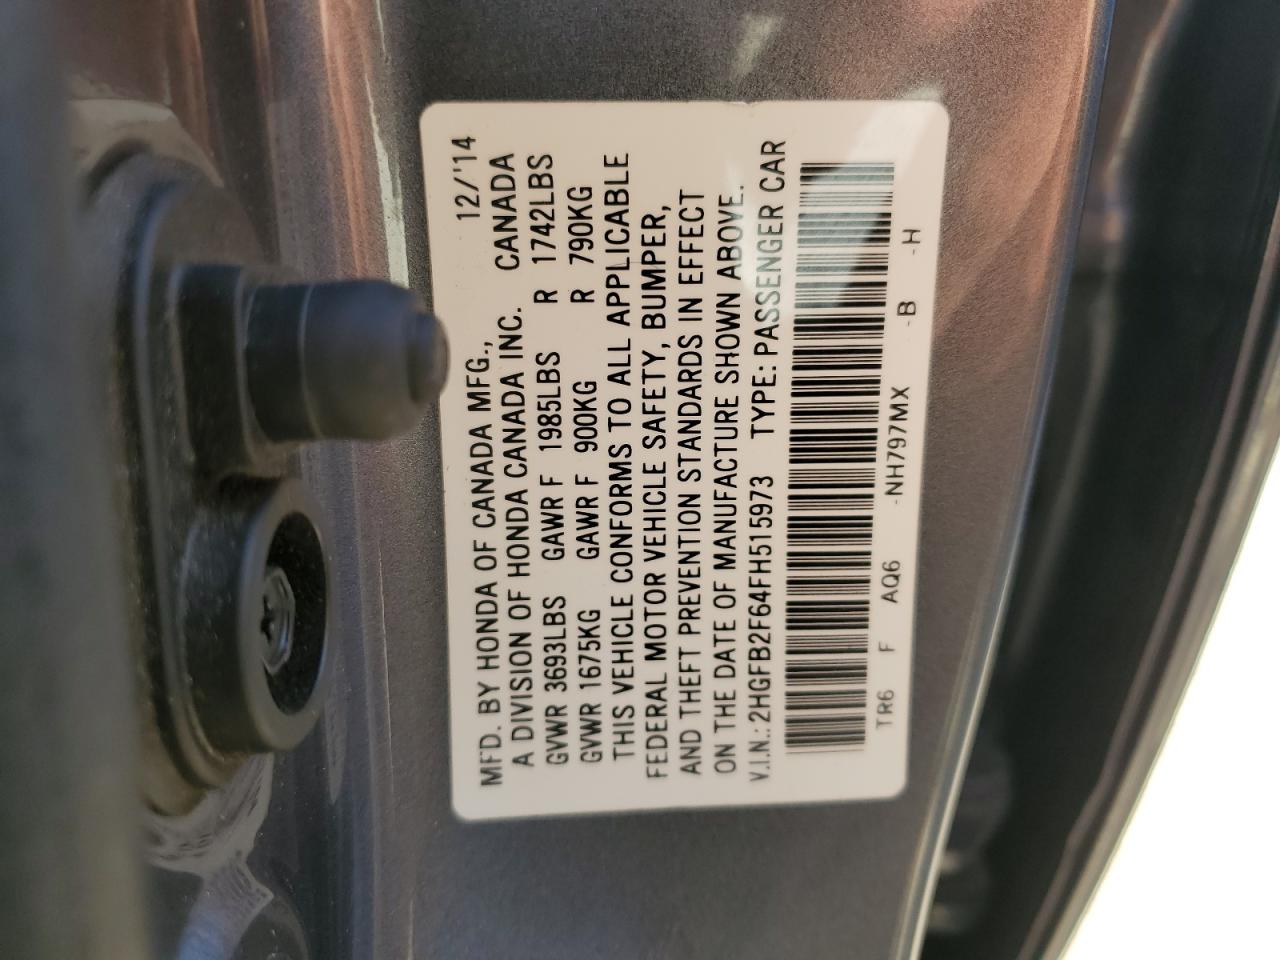 MFD. BY HONDA OF CANADA MFG., 12/'14
A DIVISION OF HONDA CANADA INC. CANADA
GVWR 3693LBS GAWR F 1985LBS R 1742LBS
GVWR 1675KG GAWR F 900KG R 790KG
THIS VEHICLE CONFORMS TO ALL APPLICABLE
FEDERAL MOTOR VEHICLE SAFETY, BUMPER,
AND THEFT PREVENTION STANDARDS IN EFFECT
ON THE DATE OF MANUFACTURE SHOWN ABOVE.
V.I.N.: 2HGFB2F64FH515973 TYPE: PASSENGER CAR
TR6 F AQ6 -NH797MX -B -H